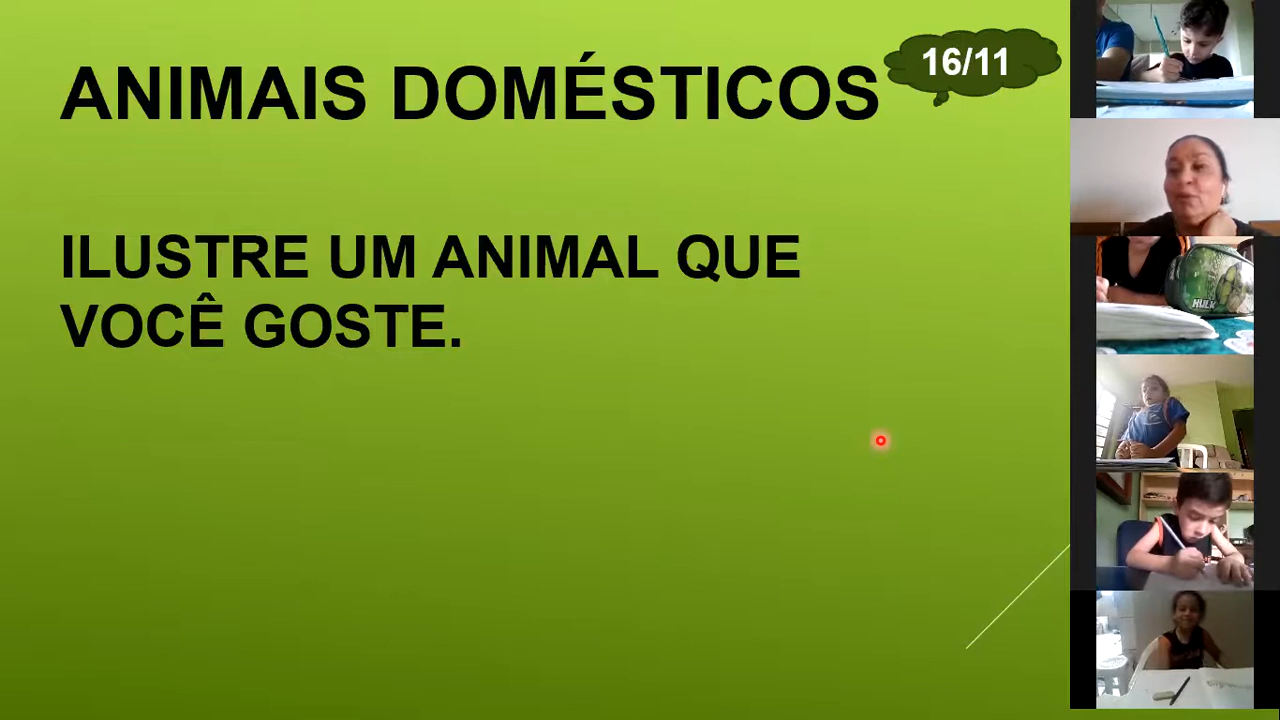 ANIMAIS DOMÉSTICOS
16/11
ILUSTRE UM ANIMAL QUE
VOCÊ GOSTE.
HULK